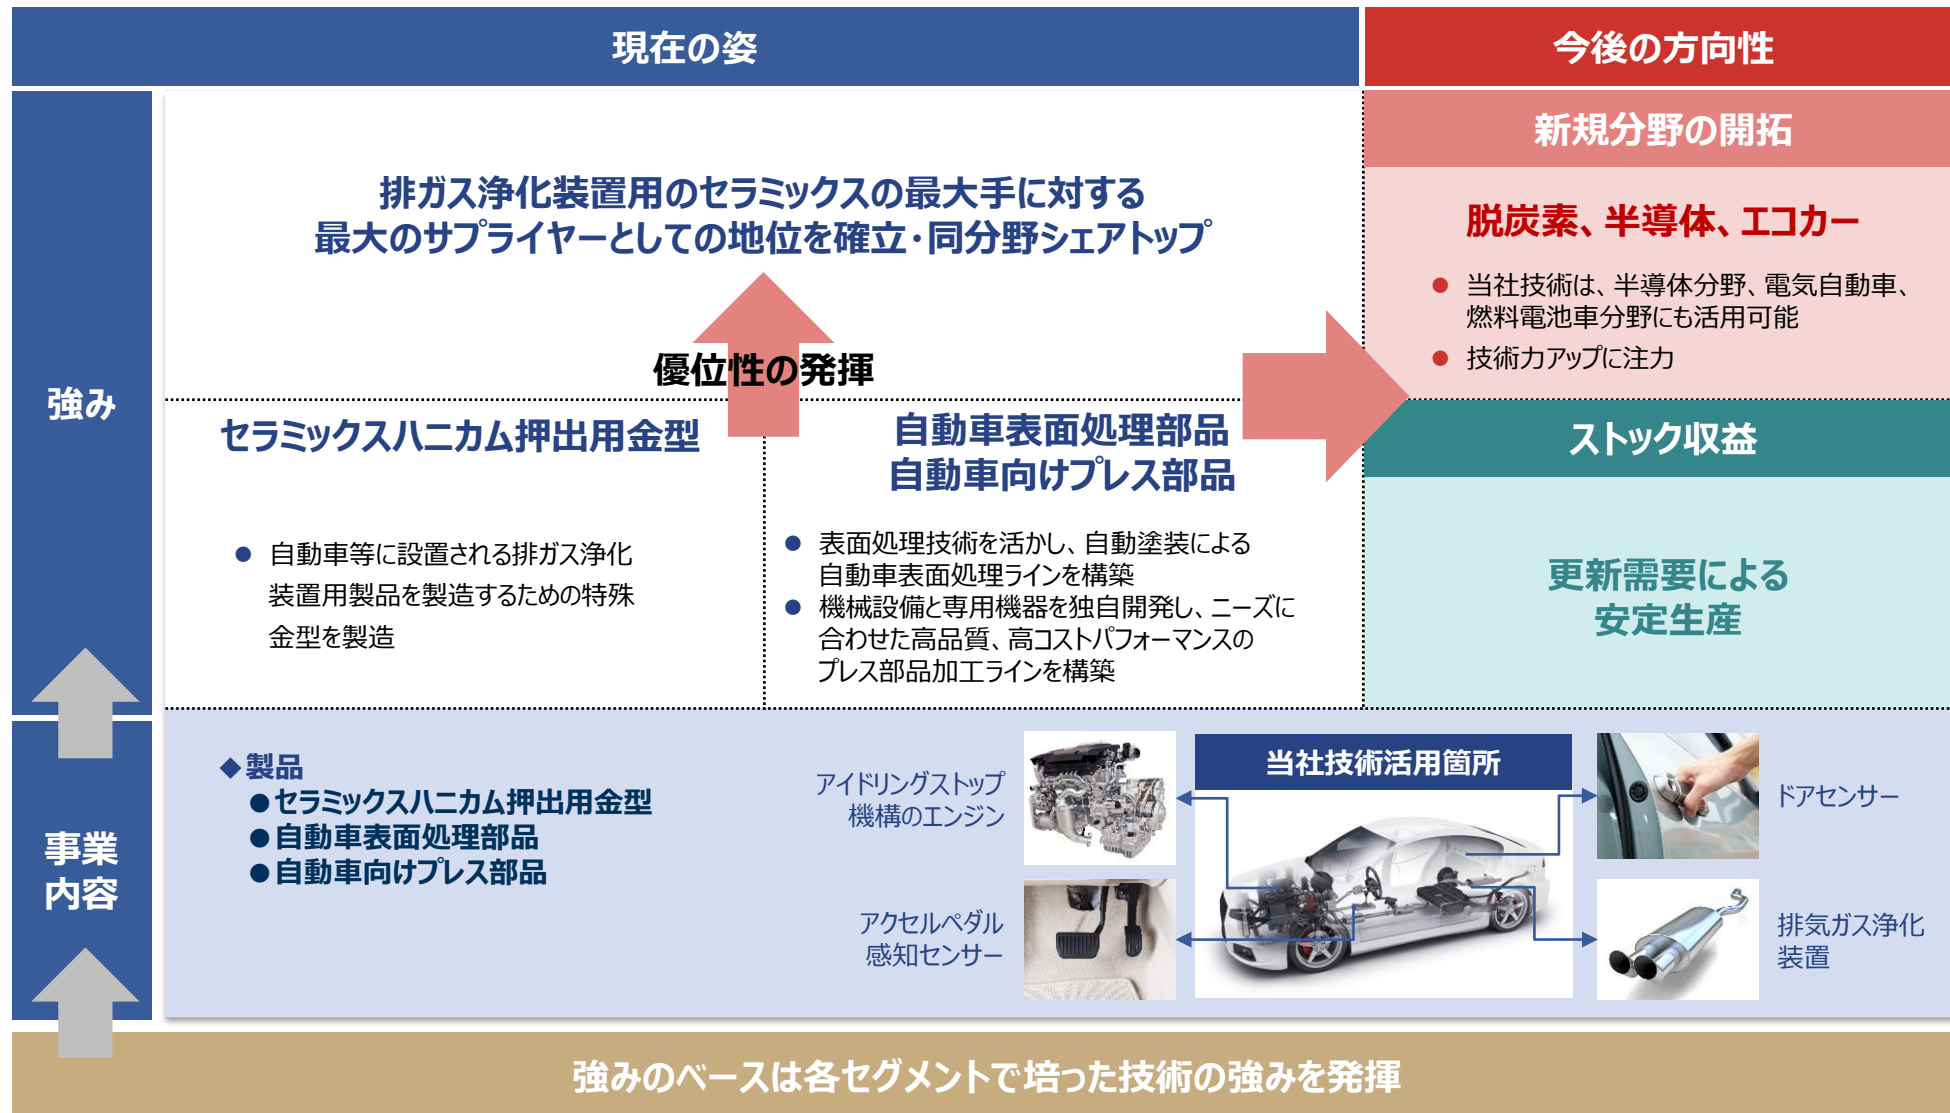 現在の姿
今後の方向性
強み
排ガス浄化装置用のセラミックスの最大手に対する
最大のサプライヤーとしての地位を確立・同分野シェアトップ
優位性の発揮
セラミックスハニカム押出用金型
● 自動車等に設置される排ガス浄化
装置用製品を製造するための特殊
金型を製造
自動車表面処理部品
自動車向けプレス部品
● 表面処理技術を活かし、自動塗装による
自動車表面処理ラインを構築
● 機械設備と専用機器を独自開発し、ニーズに
合わせた高品質、高コストパフォーマンスの
プレス部品加工ラインを構築
新規分野の開拓
脱炭素、半導体、エコカー
● 当社技術は、半導体分野、電気自動車、
燃料電池車分野にも活用可能
● 技術力アップに注力
ストック収益
更新需要による
安定生産
事業
内容
◆製品
●セラミックスハニカム押出用金型
●自動車表面処理部品
●自動車向けプレス部品
アイドリングストップ
機構のエンジン
アクセルペダル
感知センサー
当社技術活用箇所
ドアセンサー
排気ガス浄化
装置
強みのベースは各セグメントで培った技術の強みを発揮